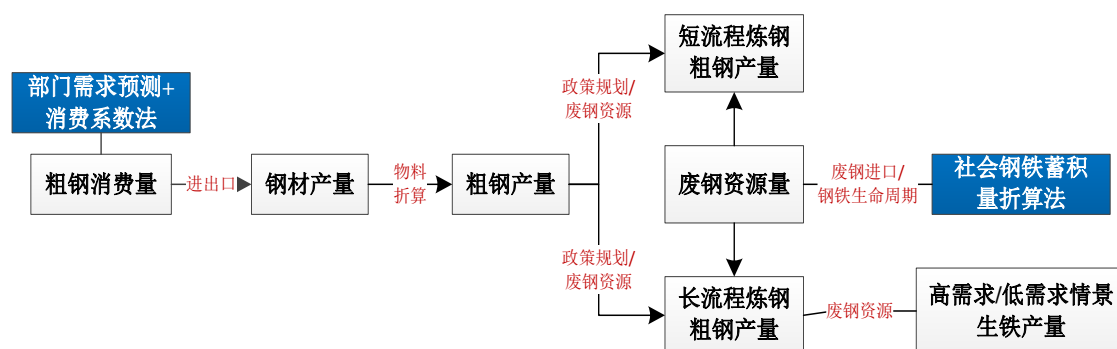 部门需求预测+
消费系数法
粗钢消费量
进出口
钢材产量
物料
折算
粗钢产量
政策规划/
废钢资源
政策规划/
废钢资源
短流程炼钢
粗钢产量
废钢资源量
长流程炼钢
粗钢产量
废钢进口/
钢铁生命周期
社会钢铁蓄积
量折算法
废钢资源
高需求/低需求情景
生铁产量